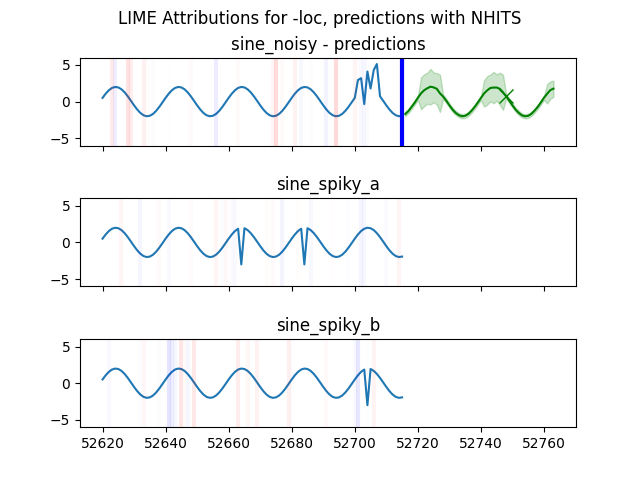 LIME Attributions for -loc, predictions with NHITS
sine_noisy - predictions
5
0
−5
sine_spiky_a
5
0
−5
sine_spiky_b
5
0
−5
52620 52640 52660 52680 52700 52720 52740 52760